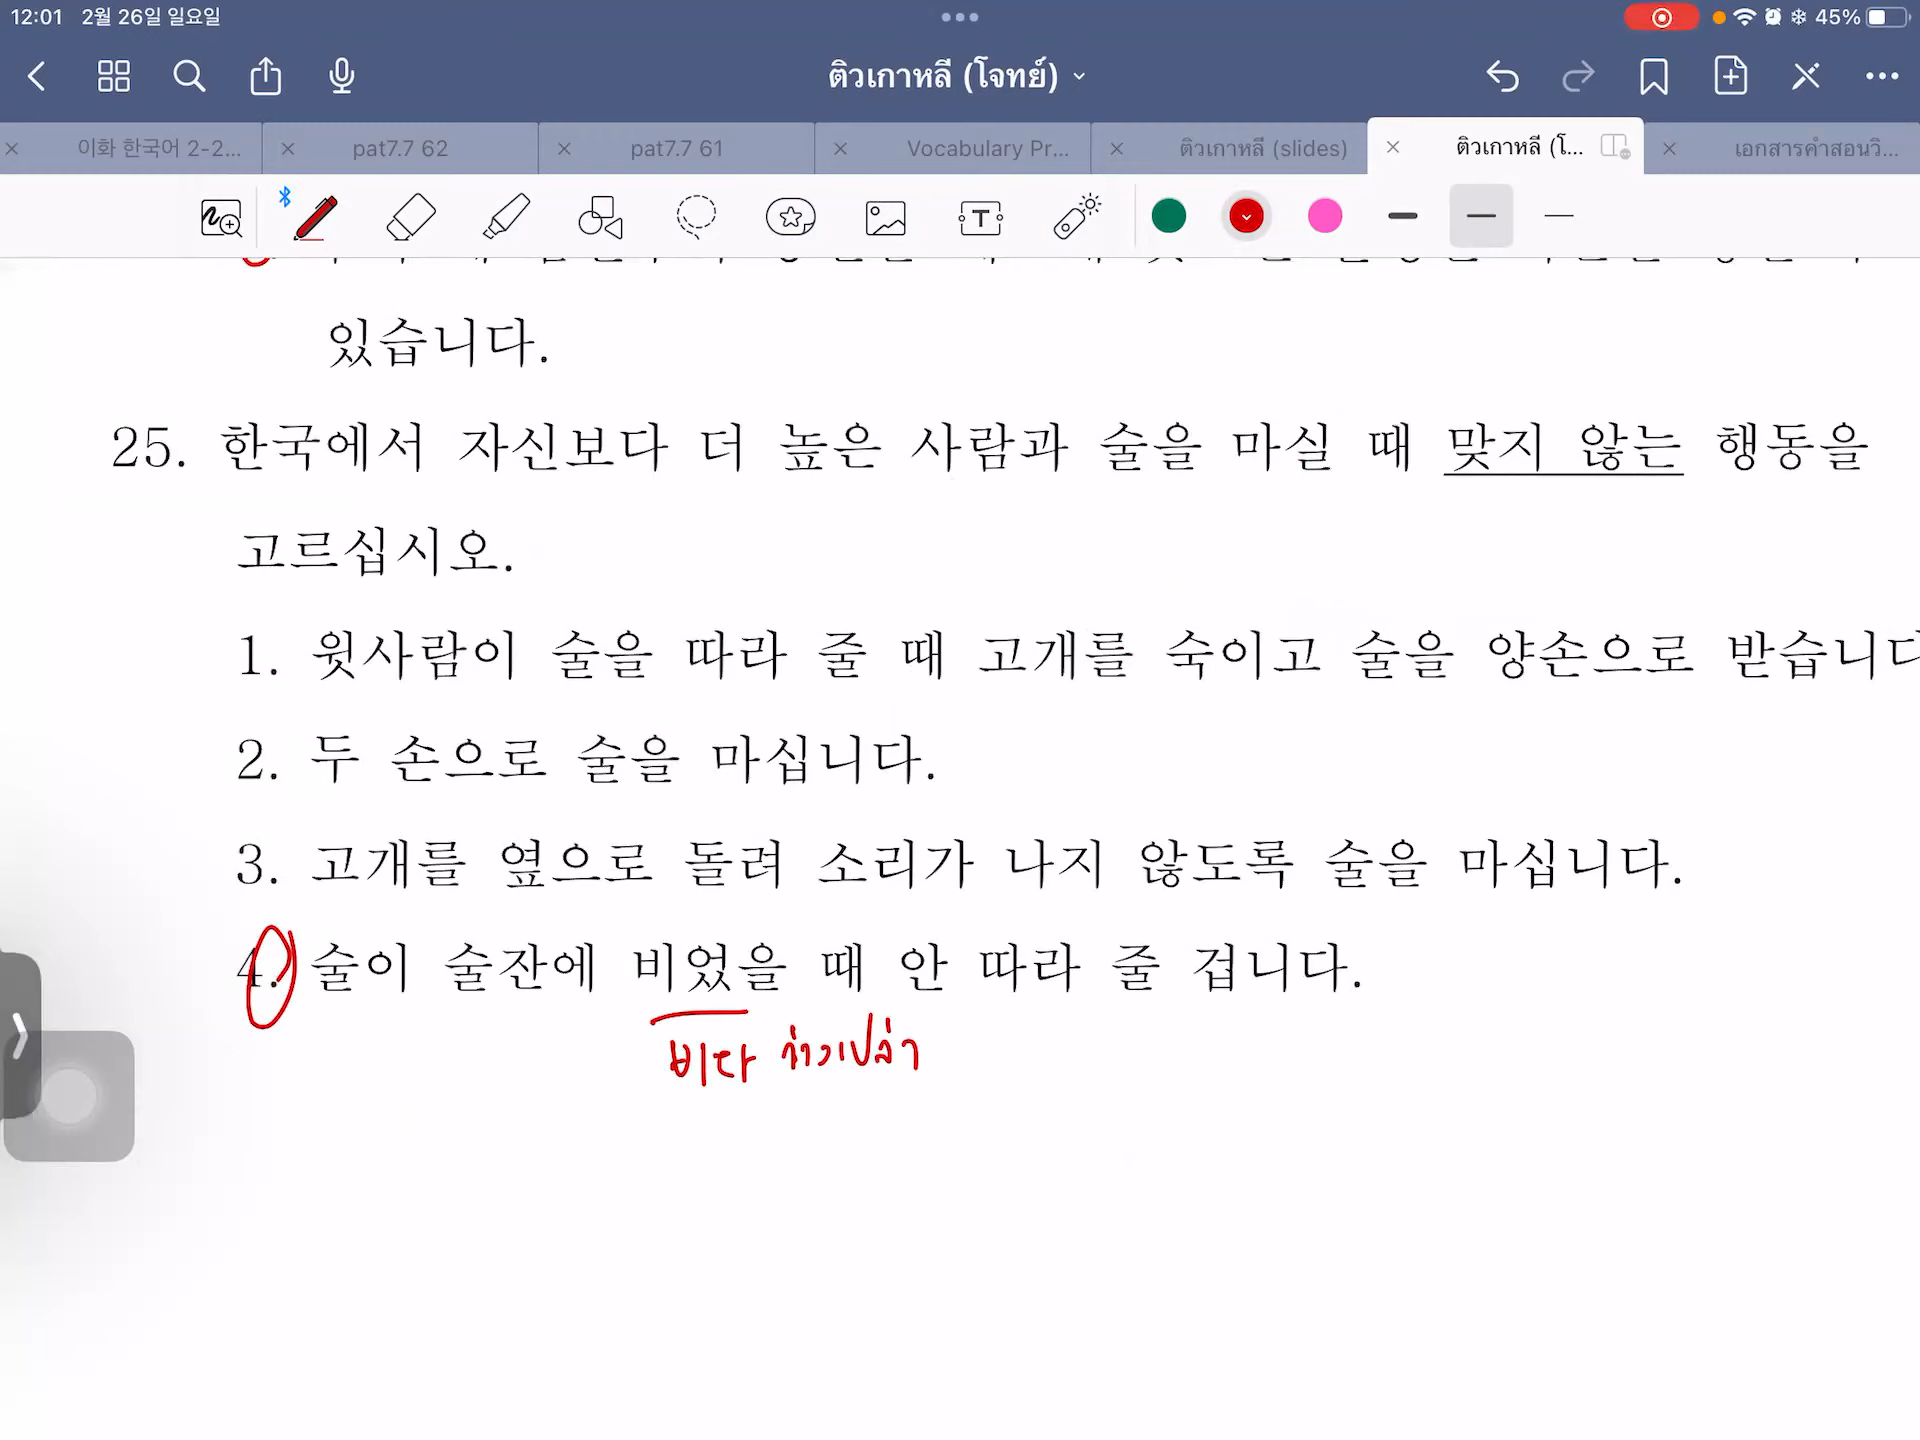 12:01 2월 26일 일요일
45%
ติวเกาหลี (โจทย์)
이화 한국어 2-2...
pat7.7 62
pat7.7 61
Vocabulary Pr...
ติวเกาหลี (slides)
ติวเกาหลี (โ...
เอกสารคำสอนวิ...
있습니다.
25. 한국에서 자신보다 더 높은 사람과 술을 마실 때 맞지 않는 행동을
고르십시오.
1. 윗사람이 술을 따라 줄 때 고개를 숙이고 술을 양손으로 받습니다
2. 두 손으로 술을 마십니다.
3. 고개를 옆으로 돌려 소리가 나지 않도록 술을 마십니다.
4. 술이 술잔에 비었을 때 안 따라 줄 겁니다.
비다 ว่างเปล่า